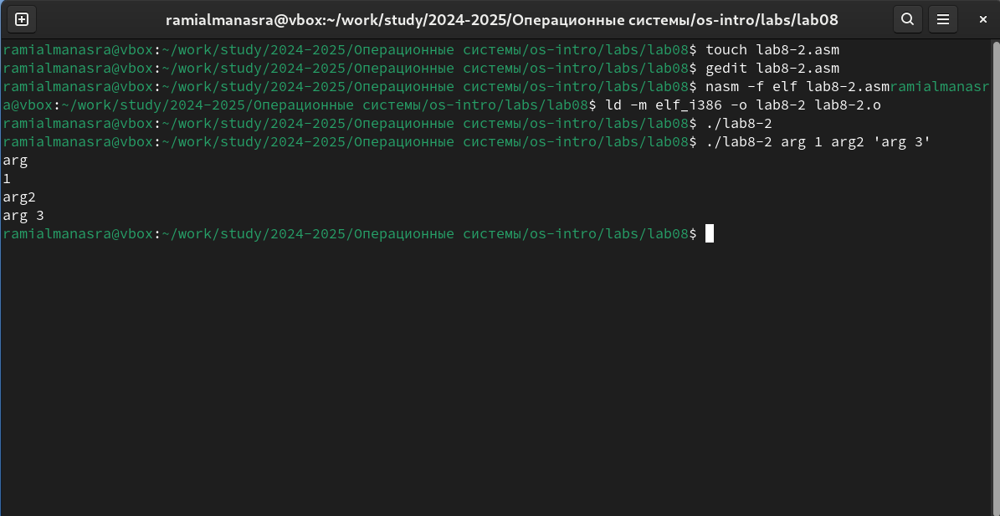 ramialmanasra@vbox:~/work/study/2024-2025/Операционные системы/os-intro/labs/lab08
ramialmanasra@vbox:~/work/study/2024-2025/Операционные системы/os-intro/labs/lab08$ touch lab8-2.asm
ramialmanasra@vbox:~/work/study/2024-2025/Операционные системы/os-intro/labs/lab08$ gedit lab8-2.asm
ramialmanasra@vbox:~/work/study/2024-2025/Операционные системы/os-intro/labs/lab08$ nasm -f elf lab8-2.asmramialmanasr
a@vbox:~/work/study/2024-2025/Операционные системы/os-intro/labs/lab08$ ld -m elf_i386 -o lab8-2 lab8-2.o
ramialmanasra@vbox:~/work/study/2024-2025/Операционные системы/os-intro/labs/lab08$ ./lab8-2
ramialmanasra@vbox:~/work/study/2024-2025/Операционные системы/os-intro/labs/lab08$ ./lab8-2 arg 1 arg2 'arg 3'
arg
1
arg2
arg 3
ramialmanasra@vbox:~/work/study/2024-2025/Операционные системы/os-intro/labs/lab08$